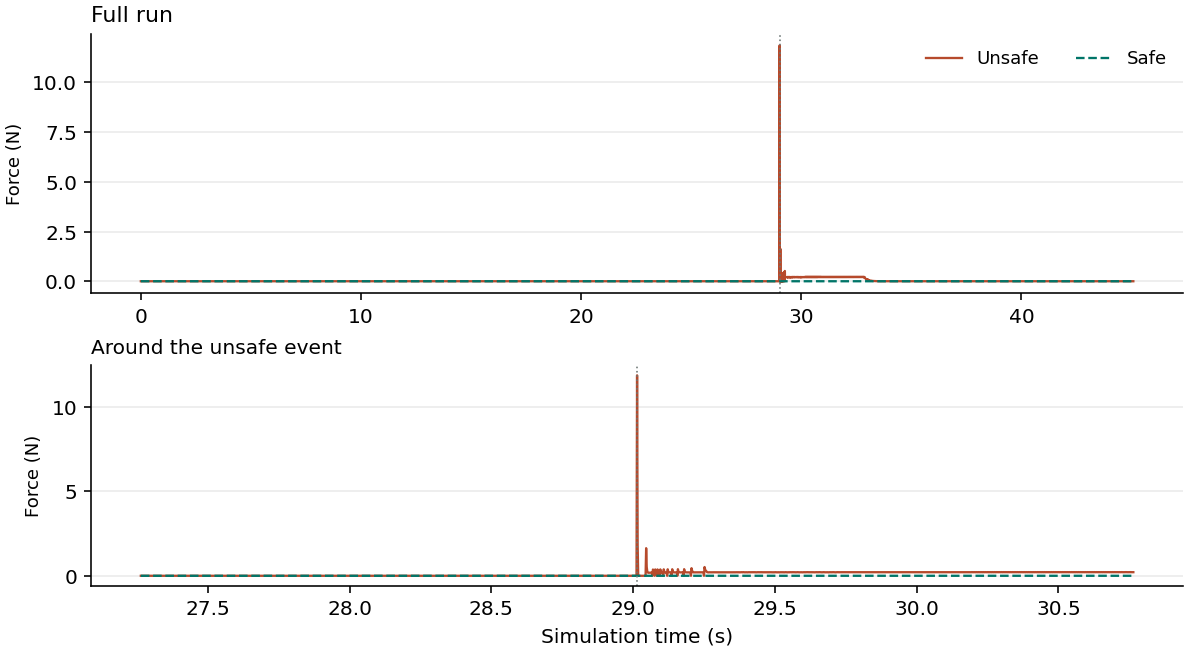 Full run
Unsafe Safe
Force (N)
10.0
7.5
5.0
2.5
0.0
0 10 20 30 40
Around the unsafe event
Force (N)
10
5
0
27.5 28.0 28.5 29.0 29.5 30.0 30.5
Simulation time (s)